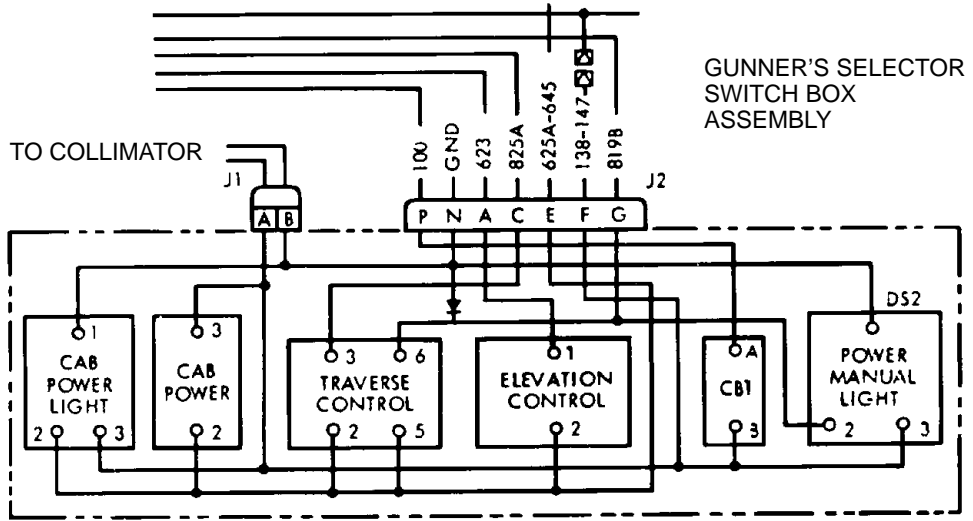 GUNNER'S SELECTOR
SWITCH BOX
ASSEMBLY
TO COLLIMATOR
J1
A B
100
GND
623
825A
625A-645
138-147
819B
J2
P N A C E F G
DS2
1
CAB
POWER
LIGHT
2 3
3
CAB
POWER
2
3 6
TRAVERSE
CONTROL
2 5
1
ELEVATION
CONTROL
2
A
CB1
B
POWER
MANUAL
LIGHT
2 3